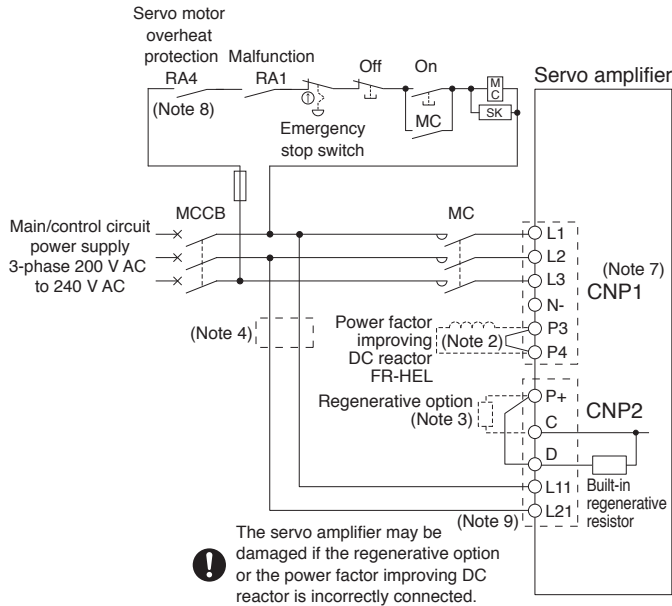 Servo motor
overheat
protection
RA4
(Note 8)
Malfunction
RA1
Emergency
stop switch
Off
On
MC
M
C
SK
Servo amplifier
Main/control circuit
power supply
3-phase 200 V AC
to 240 V AC
MCCB
MC
L1
L2
L3
N-
P3
P4
(Note 7)
CNP1
(Note 4)
Power factor
improving
DC reactor
FR-HEL
(Note 2)
Regenerative option
(Note 3)
P+
C
D
L11
L21
CNP2
Built-in
regenerative
resistor
(Note 9)
The servo amplifier may be
damaged if the regenerative option
or the power factor improving DC
reactor is incorrectly connected.